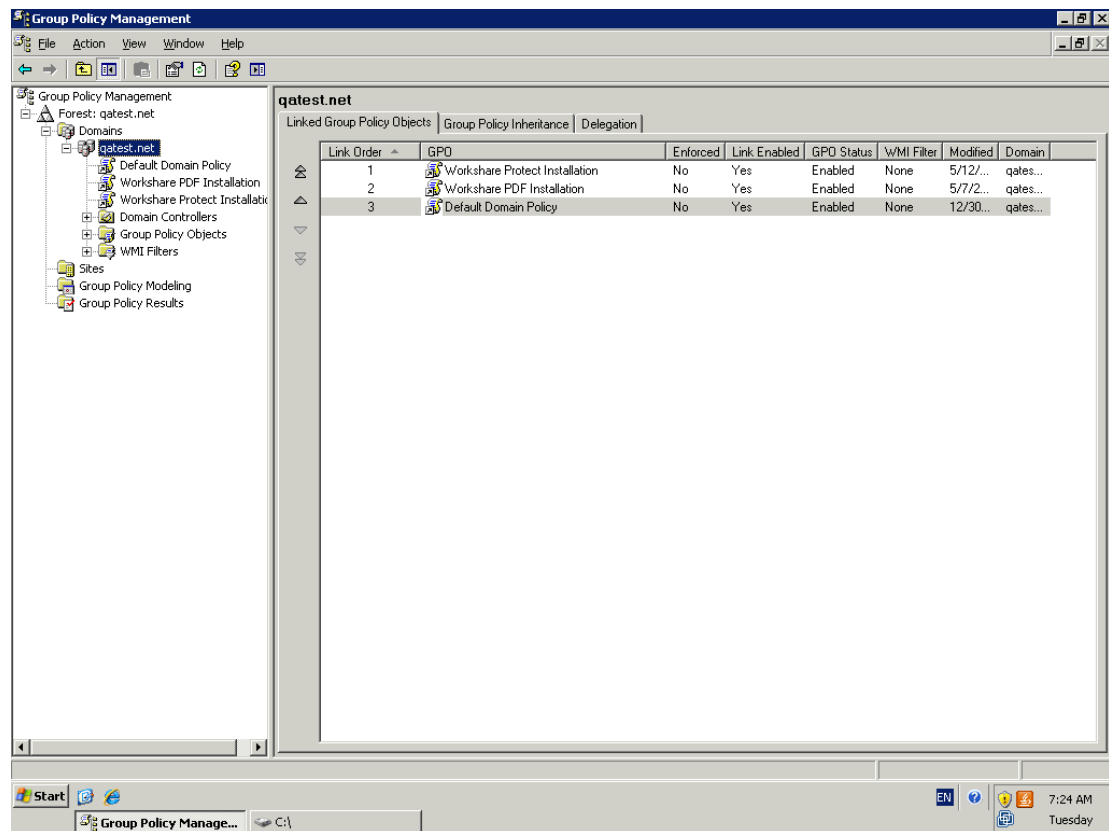 Group Policy Management
File Action View Window Help
Group Policy Management
Forest: qatest.net
Domains
qatest.net
Default Domain Policy
Workshare PDF Installation
Workshare Protect Installatio
Domain Controllers
Group Policy Objects
WMI Filters
Sites
Group Policy Modeling
Group Policy Results
qatest.net
Linked Group Policy Objects Group Policy Inheritance Delegation
Link Order GPO Enforced Link Enabled GPO Status WMI Filter Modified Domain
1 Workshare Protect Installation No Yes Enabled None 5/12/... qates...
2 Workshare PDF Installation No Yes Enabled None 5/7/2... qates...
3 Default Domain Policy No Yes Enabled None 12/30... qates...
Start EN 7:24 AM
Group Policy Manage... C:\ Tuesday